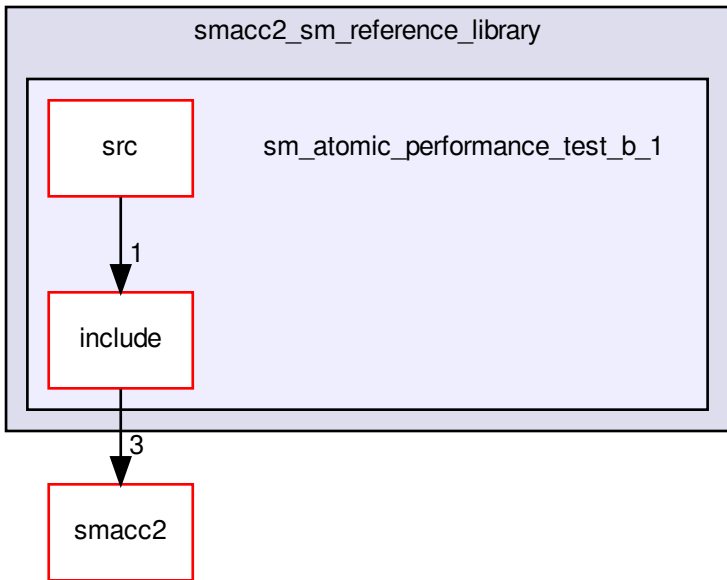 smacc2_sm_reference_library
src
sm_atomic_performance_test_b_1
1
include
3
smacc2